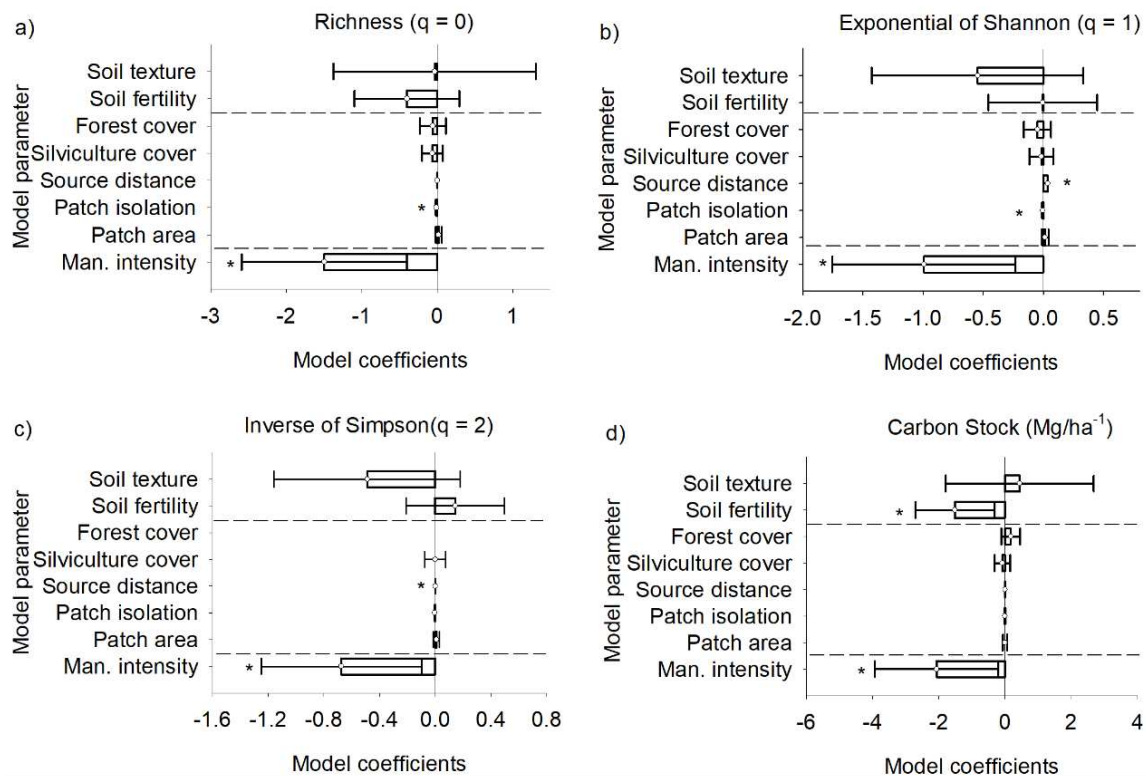 a)
Richness (q = 0)
Model parameter
Soil texture
Soil fertility
Forest cover
Silviculture cover
Source distance
Patch isolation
*
Patch area
Man. intensity
*
-3 -2 -1 0 1
Model coefficients
b)
Exponential of Shannon (q = 1)
Model parameter
Soil texture
Soil fertility
Forest cover
Silviculture cover
Source distance
*
Patch isolation
*
Patch area
Man. intensity
*
-2.0 -1.5 -1.0 -0.5 0.0 0.5
Model coefficients
c)
Inverse of Simpson(q = 2)
Model parameter
Soil texture
Soil fertility
Forest cover
Silviculture cover
Source distance
*
Patch isolation
Patch area
Man. intensity
*
-1.6 -1.2 -0.8 -0.4 0.0 0.4 0.8
Model coefficients
d)
Carbon Stock (Mg/ha⁻¹)
Model parameter
Soil texture
Soil fertility
*
Forest cover
Silviculture cover
Source distance
Patch isolation
Patch area
Man. intensity
*
-6 -4 -2 0 2 4
Model coefficients